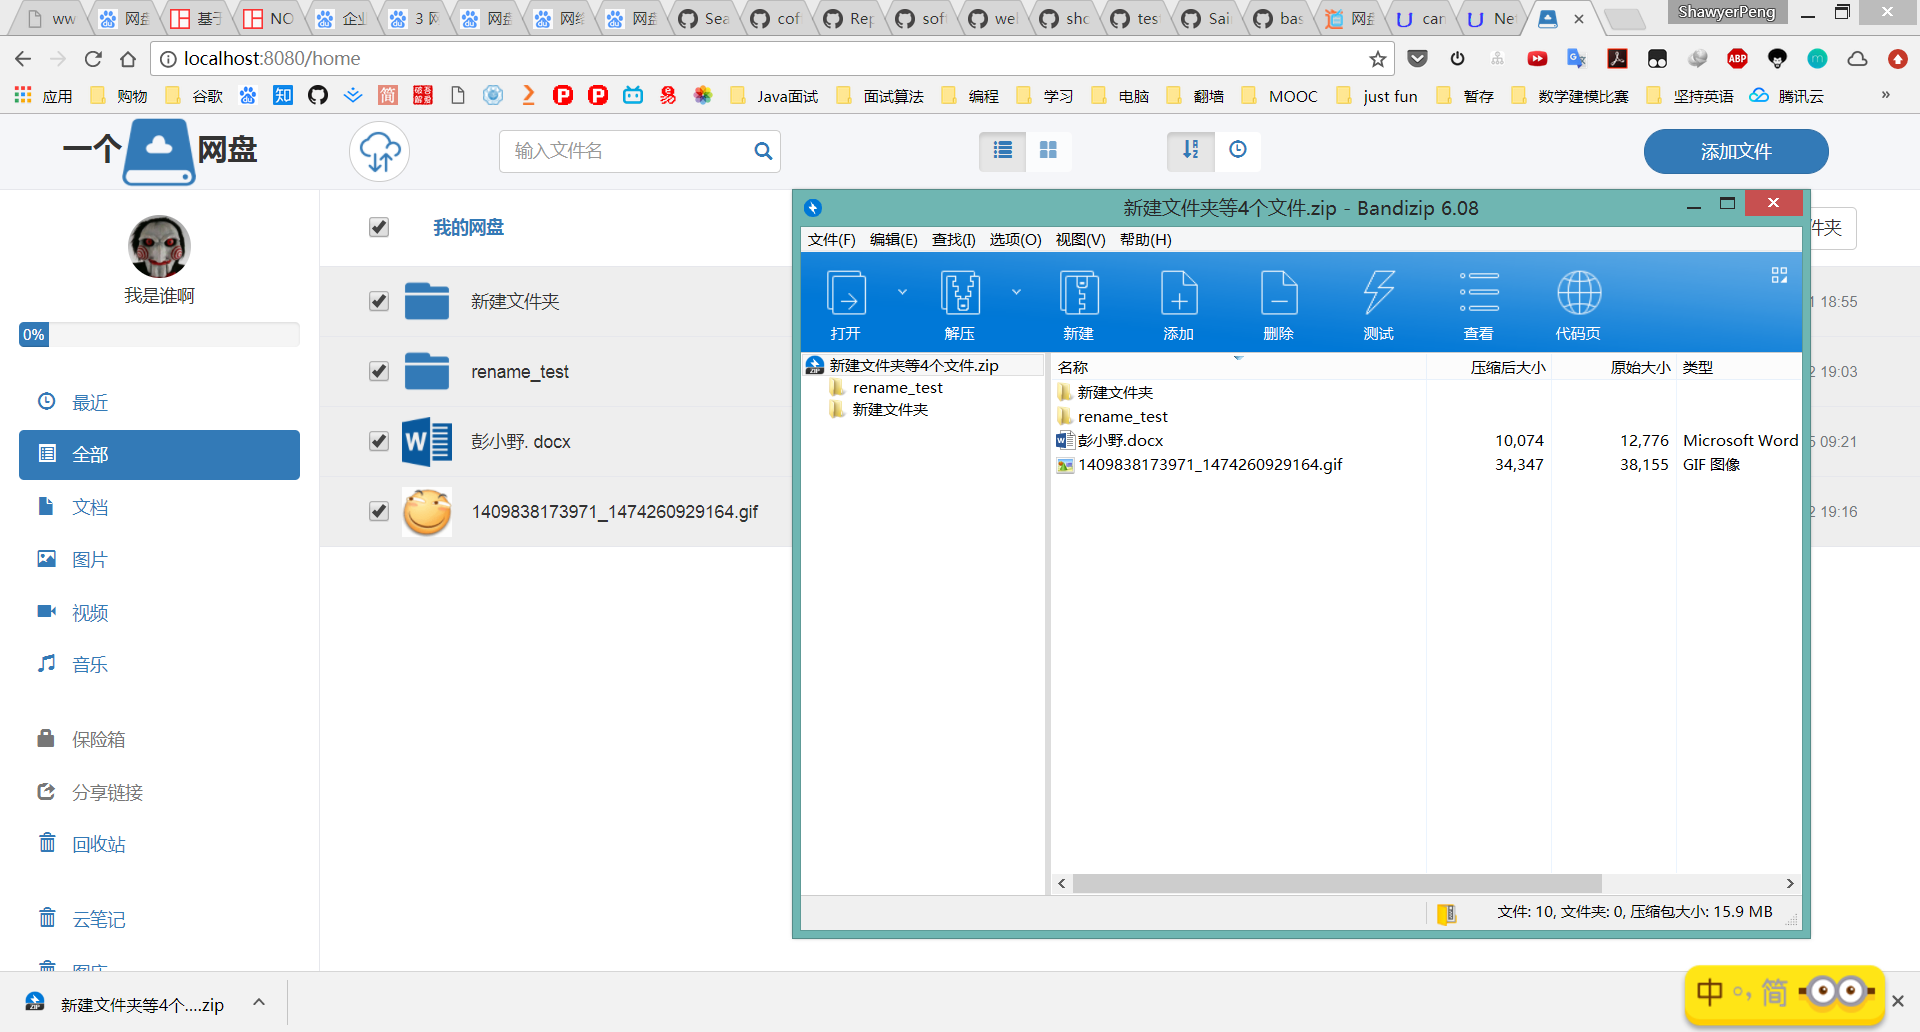 ww 网盘 基于 NO 企业 3 网 网盘 网络 网盘 Sea cof Rep sof wel sho tes Sai bas 网盘 can Ne ShawyerPeng
localhost:8080/home
应用 购物 谷歌 Java面试 面试算法 编程 学习 电脑 翻墙 MOOC just fun 暂存 数学建模比赛 坚持英语 腾讯云 »
一个 网盘
输入文件名
添加文件
我是谁啊
0%
最近
全部
文档
图片
视频
音乐
保险箱
分享链接
回收站
云笔记
我的网盘
新建文件夹
rename_test
彭小野. docx
1409838173971_1474260929164.gif
件夹
1 18:55
2 19:03
5 09:21
2 19:16
新建文件夹等4个文件.zip - Bandizip 6.08
文件(F) 编辑(E) 查找(I) 选项(O) 视图(V) 帮助(H)
打开 解压 新建 添加 删除 测试 查看 代码页
新建文件夹等4个文件.zip
rename_test
新建文件夹
名称 压缩后大小 原始大小 类型
新建文件夹
rename_test
彭小野.docx 10,074 12,776 Microsoft Word
1409838173971_1474260929164.gif 34,347 38,155 GIF 图像
文件: 10, 文件夹: 0, 压缩包大小: 15.9 MB
新建文件夹等4个....zip
中 °, 简